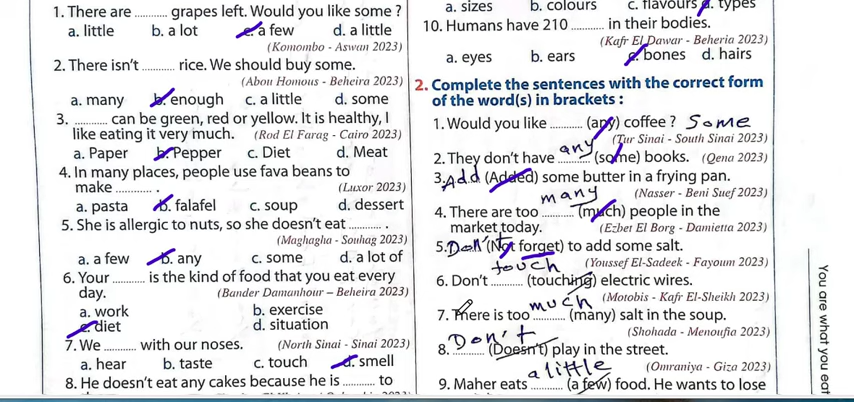 1. There are .......... grapes left. Would you like some ?
a. little b. a lot c. a few d. a little
(Komombo - Aswan 2023)
2. There isn't .......... rice. We should buy some.
(Abou Homous - Beheira 2023)
a. many b. enough c. a little d. some
3. .......... can be green, red or yellow. It is healthy, I
like eating it very much. (Rod El Farag - Cairo 2023)
a. Paper b. Pepper c. Diet d. Meat
4. In many places, people use fava beans to
make .......... . (Luxor 2023)
a. pasta b. falafel c. soup d. dessert
5. She is allergic to nuts, so she doesn't eat .......... .
(Maghagha - Souhag 2023)
a. a few b. any c. some d. a lot of
6. Your .......... is the kind of food that you eat every
day. (Bander Damanhour – Beheira 2023)
a. work b. exercise
c. diet d. situation
7. We .......... with our noses. (North Sinai - Sinai 2023)
a. hear b. taste c. touch d. smell
8. He doesn't eat any cakes because he is .......... to
a. sizes b. colours c. flavours d. types
10. Humans have 210 .......... in their bodies.
(Kafr El Dawar - Beheria 2023)
a. eyes b. ears c. bones d. hairs
2. Complete the sentences with the correct form
of the word(s) in brackets :
1. Would you like .......... (any) coffee ? Some
(Tur Sinai - South Sinai 2023)
any
2. They don't have .......... (some) books. (Qena 2023)
3. Add (Added) some butter in a frying pan.
many (Nasser - Beni Suef 2023)
4. There are too .......... (much) people in the
market today. (Ezbet El Borg - Damietta 2023)
5. Don't (Not forget) to add some salt.
touch (Youssef El-Sadeek - Fayoum 2023)
6. Don't .......... (touching) electric wires.
much (Motobis - Kafr El-Sheikh 2023)
7. There is too .......... (many) salt in the soup.
Don't (Shohada - Menoufia 2023)
8. .......... (Doesn't) play in the street.
a little (Omraniya - Giza 2023)
9. Maher eats .......... (a few) food. He wants to lose
You are what you eat